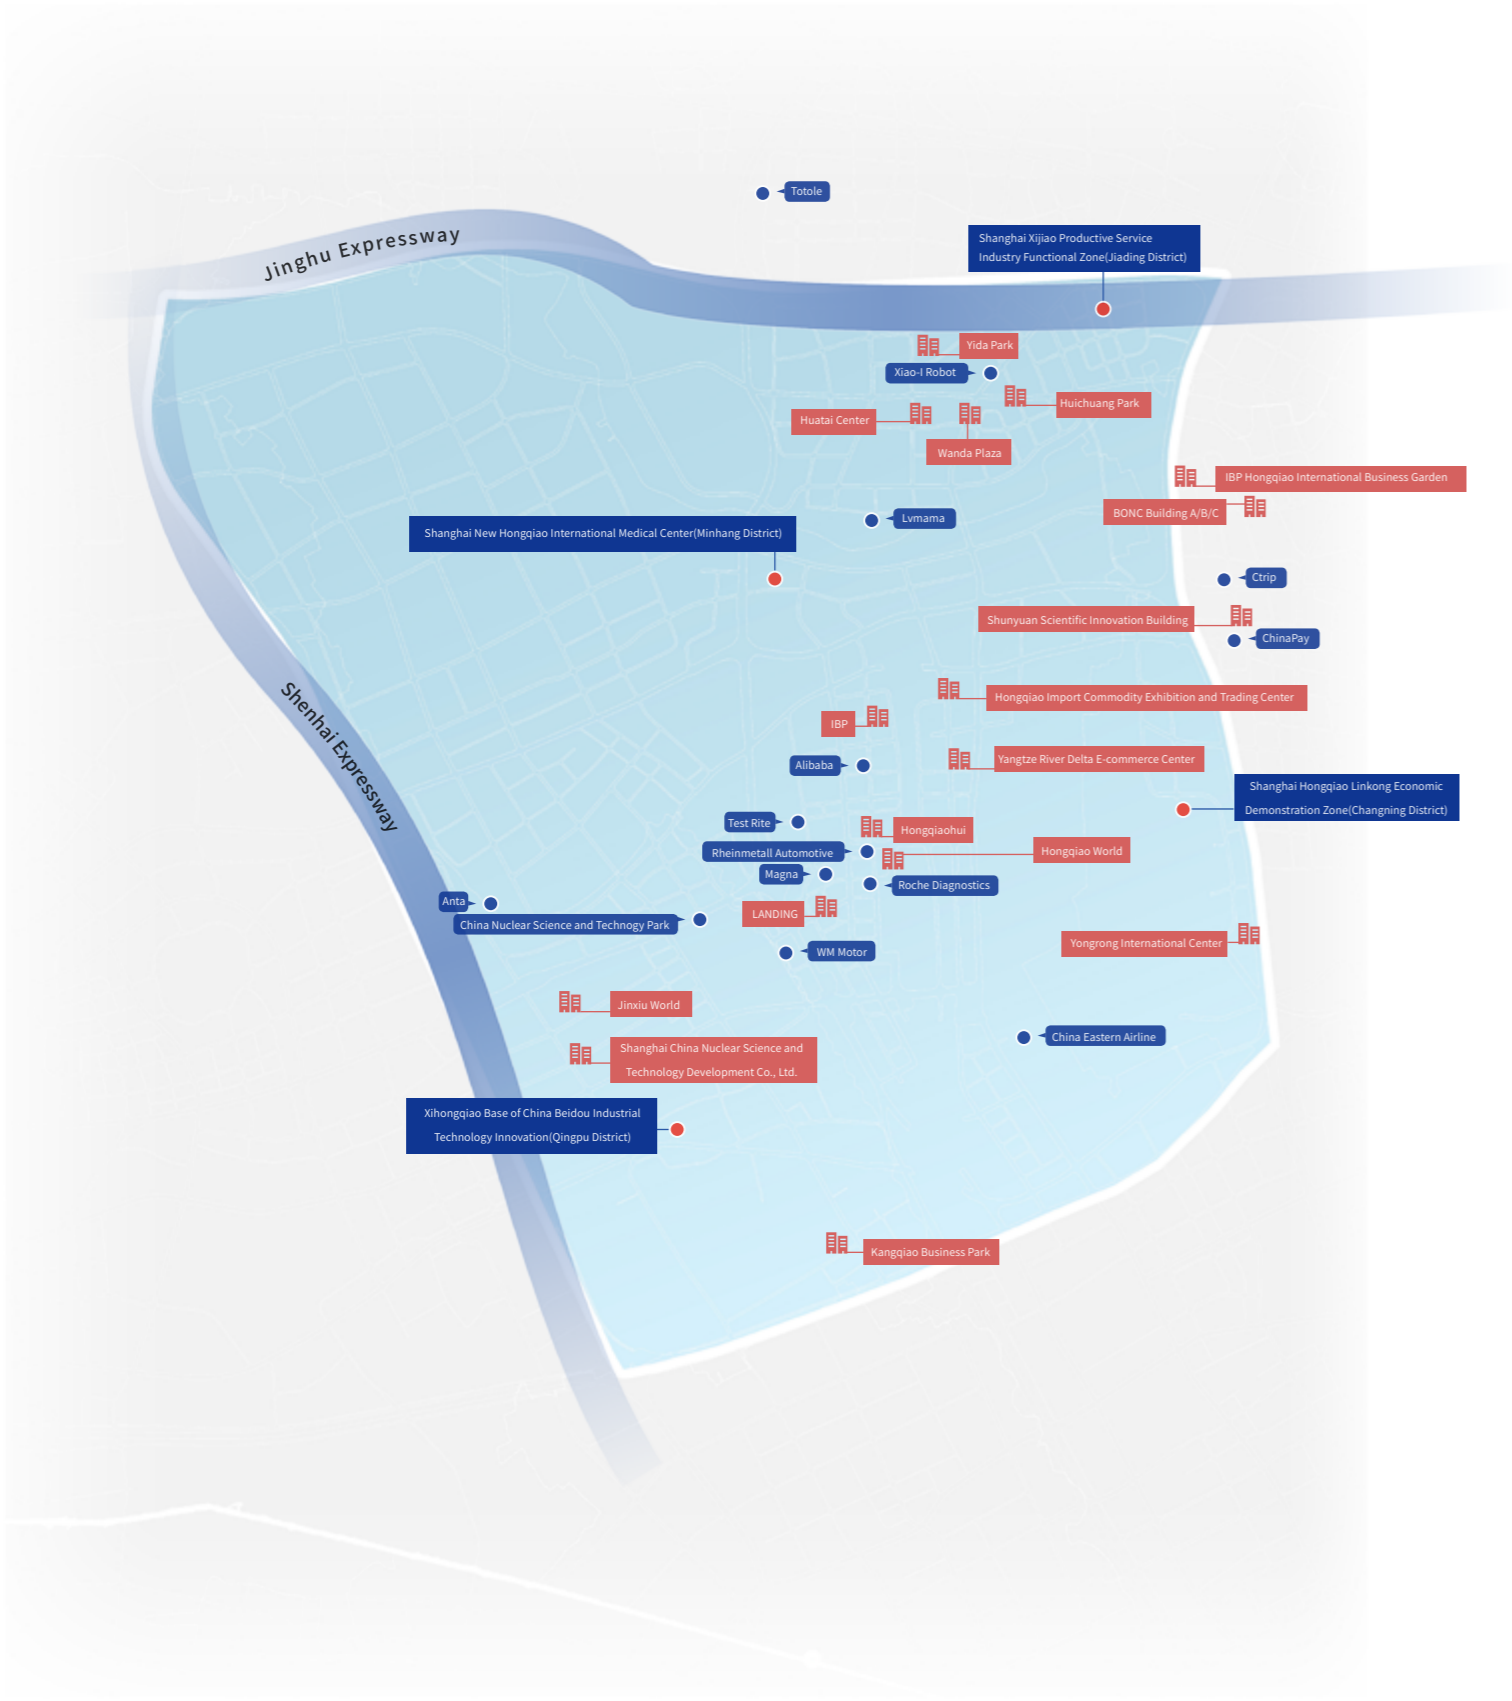 Totole
Jinghu Expressway
Shanghai Xijiao Productive Service
Industry Functional Zone(Jiading District)
Yida Park
Xiao-I Robot
Huichuang Park
Huatai Center
Wanda Plaza
IBP Hongqiao International Business Garden
BONC Building A/B/C
Lvmama
Shanghai New Hongqiao International Medical Center(Minhang District)
Ctrip
Shunyuan Scientific Innovation Building
ChinaPay
Shenhai Expressway
Hongqiao Import Commodity Exhibition and Trading Center
IBP
Yangtze River Delta E-commerce Center
Alibaba
Shanghai Hongqiao Linkong Economic
Demonstration Zone(Changning District)
Test Rite
Hongqiaohui
Rheinmetall Automotive
Hongqiao World
Magna
Roche Diagnostics
Anta
LANDING
China Nuclear Science and Technogy Park
Yongrong International Center
WM Motor
Jinxiu World
China Eastern Airline
Shanghai China Nuclear Science and
Technology Development Co., Ltd.
Xihongqiao Base of China Beidou Industrial
Technology Innovation(Qingpu District)
Kangqiao Business Park